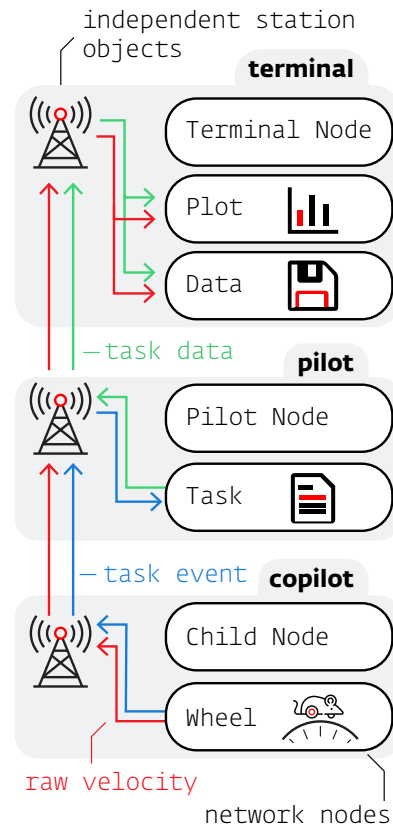 independent station
objects
terminal
Terminal Node
Plot
Data
task data
pilot
Pilot Node
Task
task event
copilot
Child Node
Wheel
raw velocity
network nodes